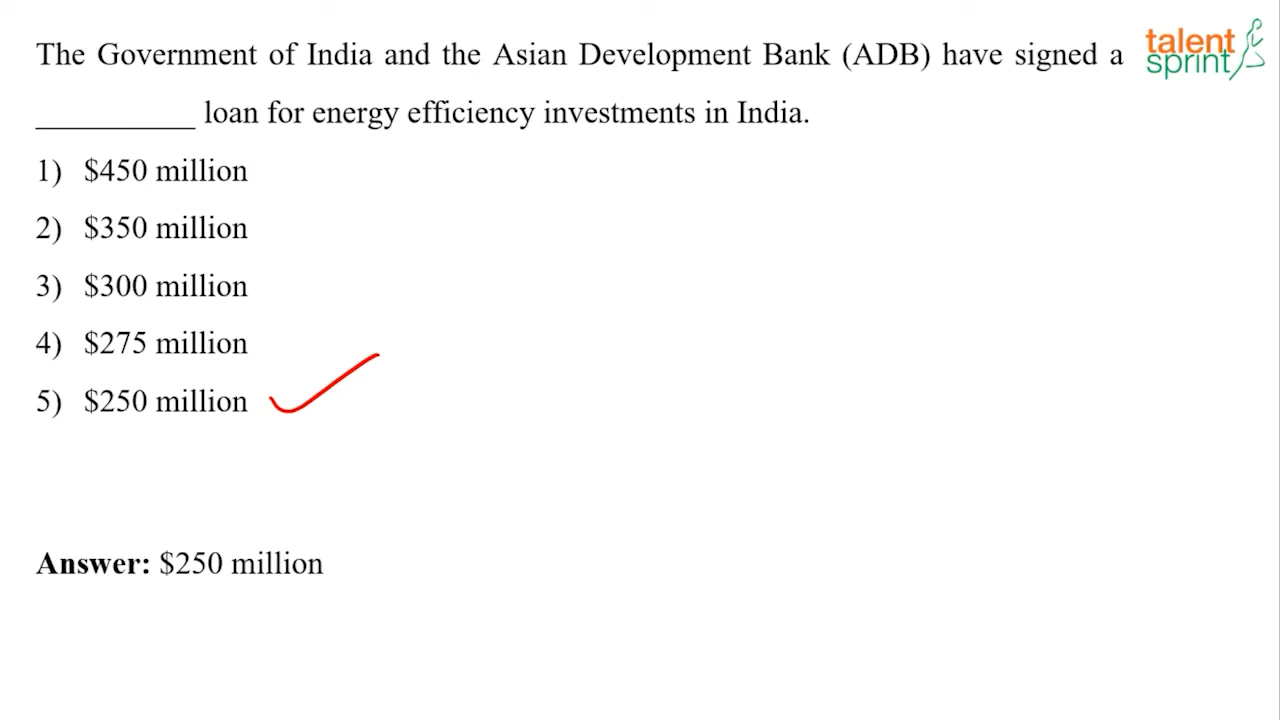 The Government of India and the Asian Development Bank (ADB) have signed a
__________ loan for energy efficiency investments in India.
1) $450 million
2) $350 million
3) $300 million
4) $275 million
5) $250 million
Answer: $250 million
talent
sprint